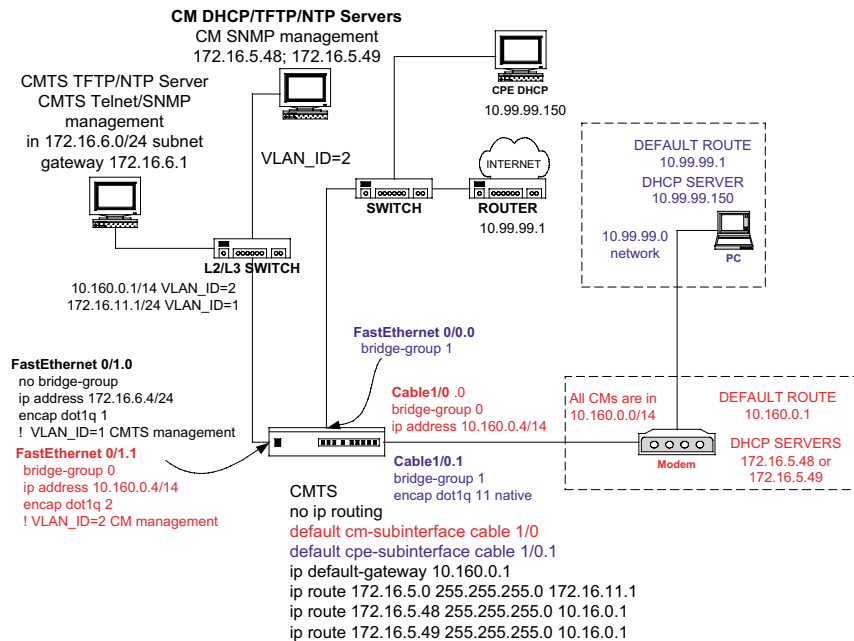 CM DHCP/TFTP/NTP Servers
CM SNMP management
172.16.5.48; 172.16.5.49
CMTS TFTP/NTP Server
CMTS Telnet/SNMP
management
in 172.16.6.0/24 subnet
gateway 172.16.6.1
VLAN_ID=2
CPE DHCP
10.99.99.150
INTERNET
SWITCH
ROUTER
10.99.99.1
DEFAULT ROUTE
10.99.99.1
DHCP SERVER
10.99.99.150
10.99.99.0
network
PC
L2/L3 SWITCH
10.160.0.1/14 VLAN_ID=2
172.16.11.1/24 VLAN_ID=1
FastEthernet 0/0.0
bridge-group 1
FastEthernet 0/1.0
no bridge-group
ip address 172.16.6.4/24
encap dot1q 1
! VLAN_ID=1 CMTS management
FastEthernet 0/1.1
bridge-group 0
ip address 10.160.0.4/14
encap dot1q 2
! VLAN_ID=2 CM management
Cable1/0 .0
bridge-group 0
ip address 10.160.0.4/14
Cable1/0.1
bridge-group 1
encap dot1q 11 native
All CMs are in
10.160.0.0/14
DEFAULT ROUTE
10.160.0.1
DHCP SERVERS
172.16.5.48 or
172.16.5.49
Modem
CMTS
no ip routing
default cm-subinterface cable 1/0
default cpe-subinterface cable 1/0.1
ip default-gateway 10.160.0.1
ip route 172.16.5.0 255.255.255.0 172.16.11.1
ip route 172.16.5.48 255.255.255.0 10.16.0.1
ip route 172.16.5.49 255.255.255.0 10.16.0.1